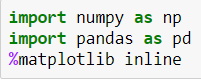 import numpy as np
import pandas as pd
%matplotlib inline